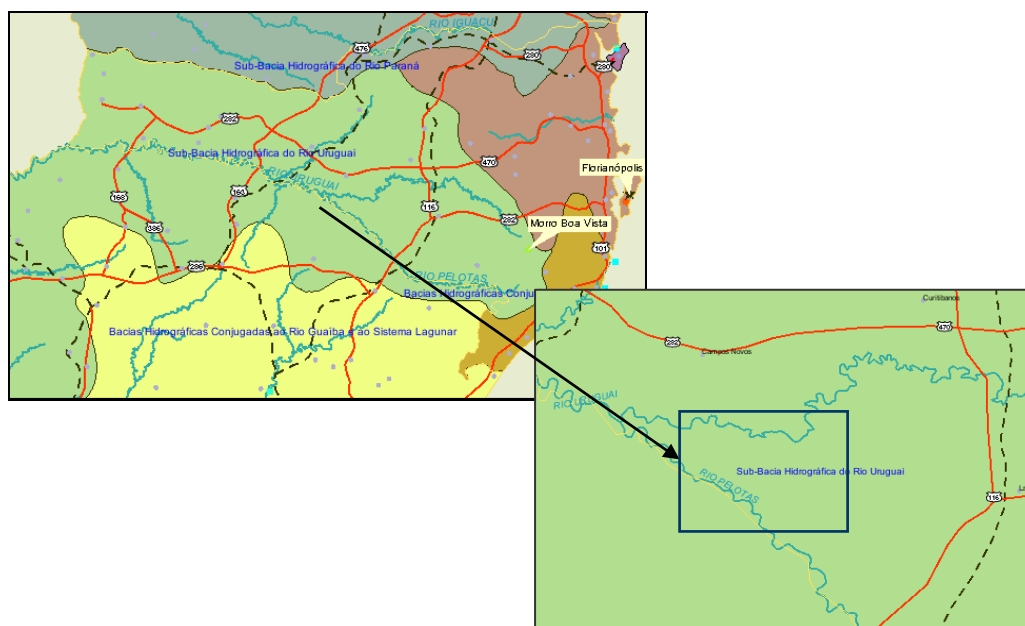 RIO IGUAÇU
476
280
Sub-Bacia Hidrográfica do Rio Paraná
280
282
Sub-Bacia Hidrográfica do Rio Uruguai
470
Florianópolis
RIO URUGUAI
168
160
116
386
282
Morro Boa Vista
101
286
RIO PELOTAS
Bacias Hidrográficas Conju
Bacias Hidrográficas Conjugadas ao Rio Guaíba e ao Sistema Lagunar
Curitibanos
470
282
Campos Novos
RIO URUGUAI
Sub-Bacia Hidrográfica do Rio Uruguai
RIO PELOTAS
116